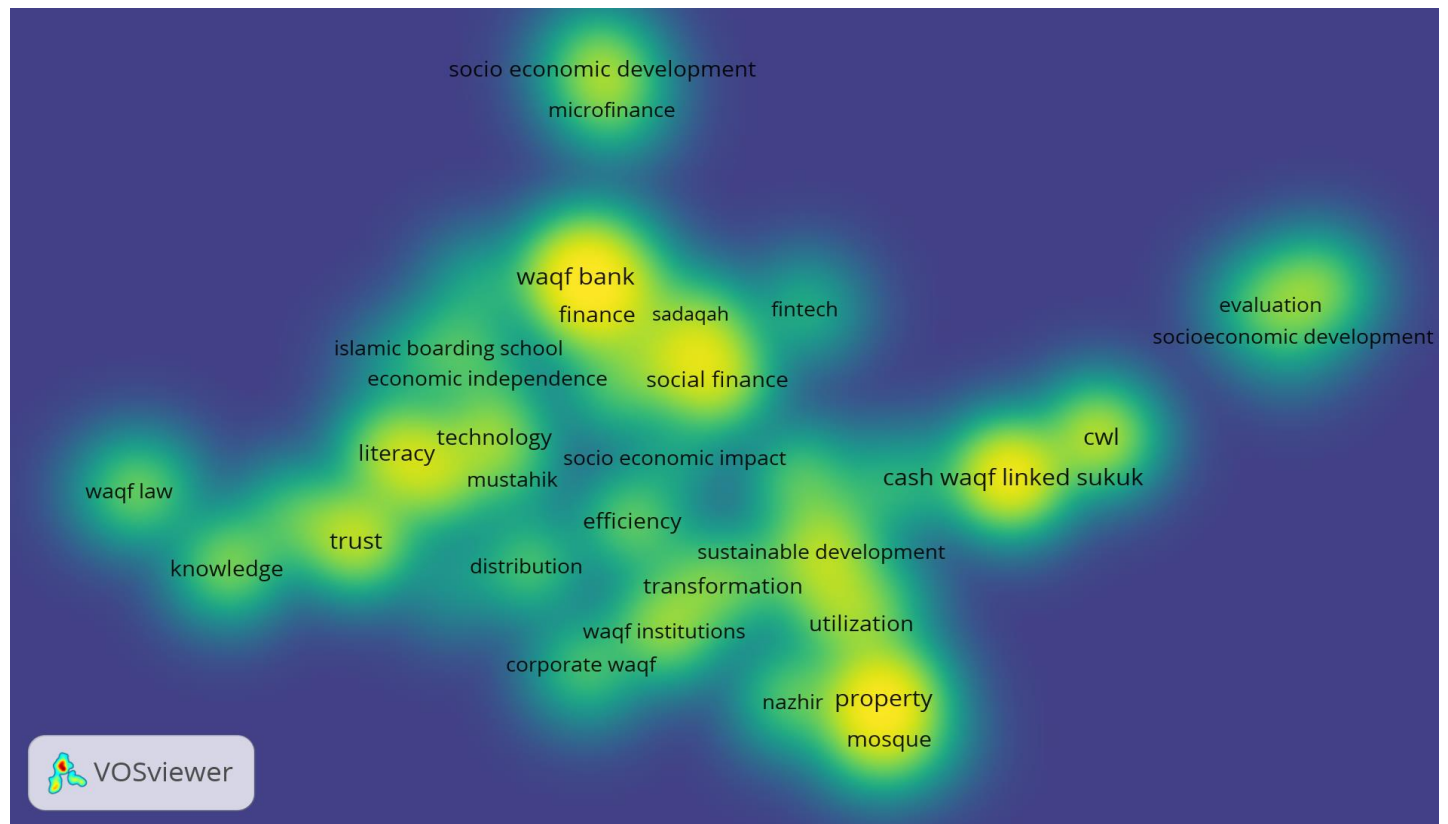 socio economic development
microfinance
waqf bank
finance
sadaqah
fintech
evaluation
socioeconomic development
islamic boarding school
economic independence
social finance
technology
literacy
mustahik
socio economic impact
cwl
cash waqf linked sukuk
waqf law
efficiency
trust
knowledge
distribution
sustainable development
transformation
utilization
waqf institutions
corporate waqf
nazhir
property
mosque
VOSviewer